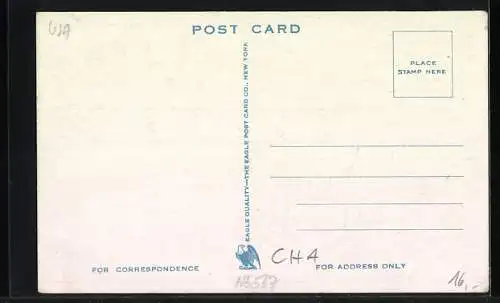 USA
POST CARD
PLACE
STAMP HERE
EAGLE QUALITY—THE EAGLE POST CARD CO., NEW YORK
CH4
FOR CORRESPONDENCE
FOR ADDRESS ONLY
16,-